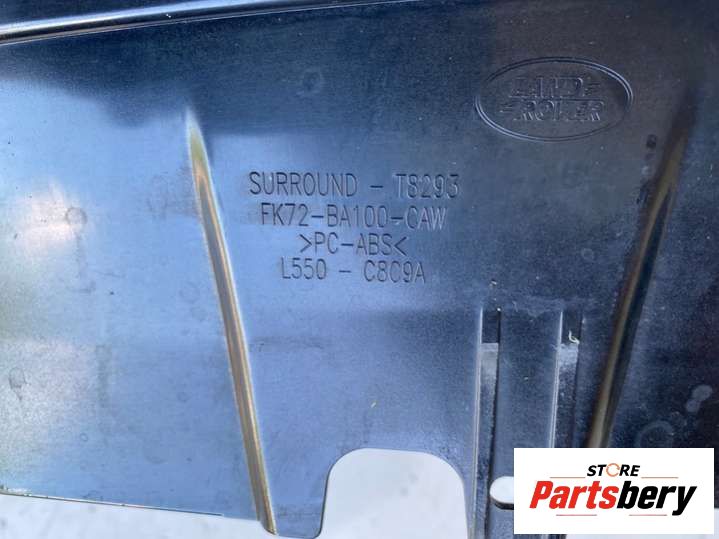 LAND
ROVER
SURROUND - T8293
FK72-BA100-CAW
>PC-ABS<
L550 - C8C9A
STORE
Partsbery